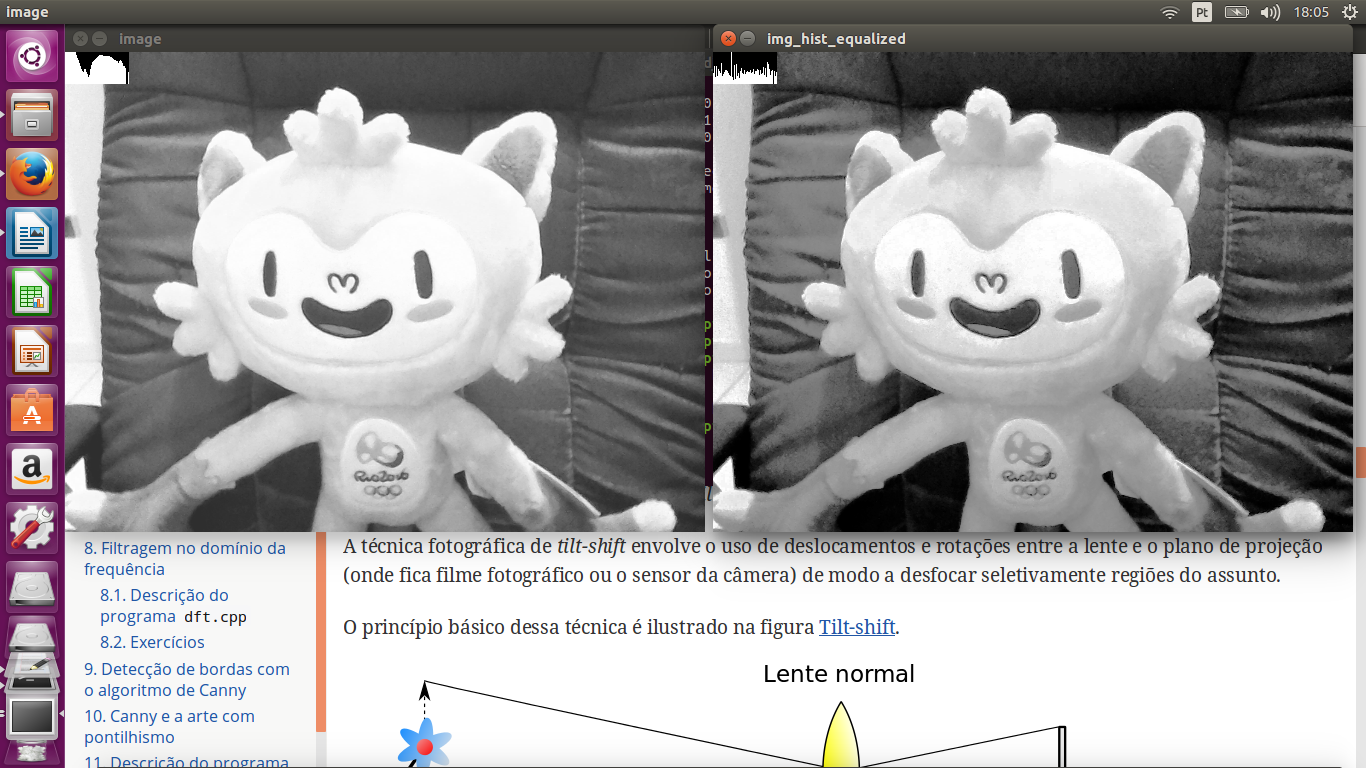 image
Pt
18:05
image
img_hist_equalized
Rio2016
Rio2016
8. Filtragem no domínio da
frequência
8.1. Descrição do
programa dft.cpp
8.2. Exercícios
9. Detecção de bordas com
o algoritmo de Canny
10. Canny e a arte com
pontilhismo
11. Descrição do programa
A técnica fotográfica de tilt-shift envolve o uso de deslocamentos e rotações entre a lente e o plano de projeção
(onde fica filme fotográfico ou o sensor da câmera) de modo a desfocar seletivamente regiões do assunto.
O princípio básico dessa técnica é ilustrado na figura Tilt-shift.
Lente normal